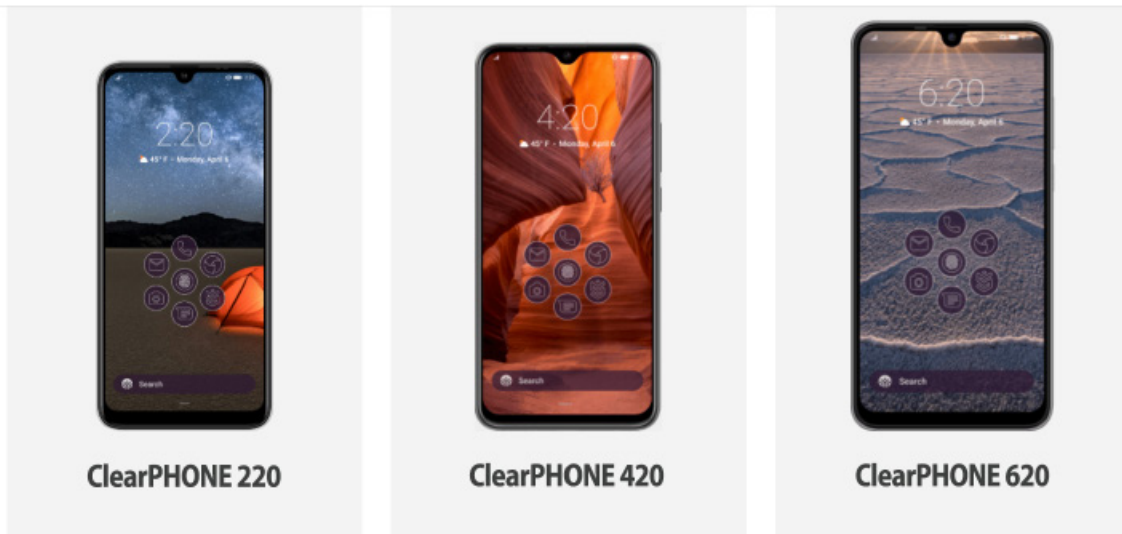 2:20
45° F - Monday, April 6
Search
ClearPHONE 220
4:20
45° F - Monday, April 6
Search
ClearPHONE 420
6:20
45° F - Monday, April 6
Search
ClearPHONE 620